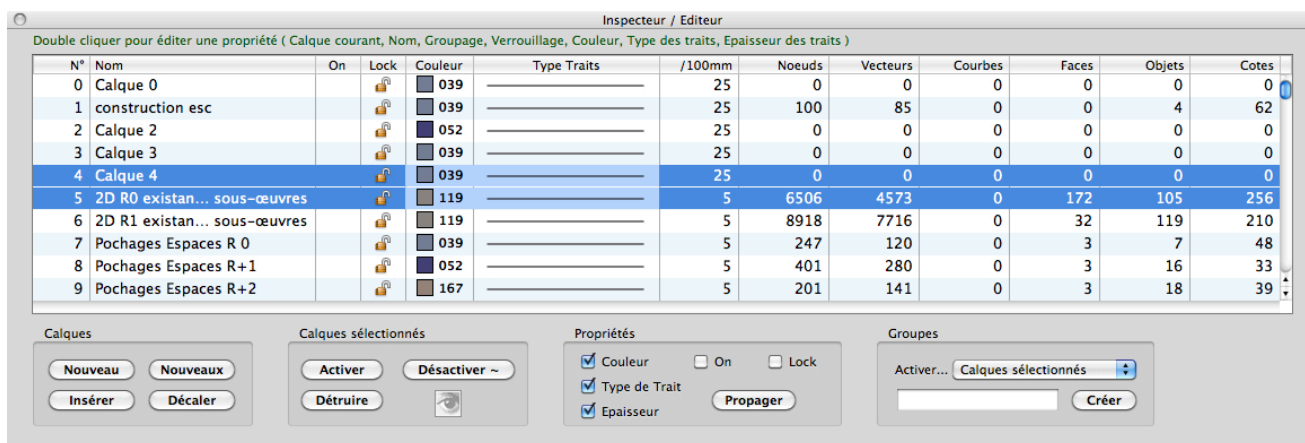 Inspecteur / Editeur
Double cliquer pour éditer une propriété ( Calque courant, Nom, Groupage, Verrouillage, Couleur, Type des traits, Epaisseur des traits )
N° Nom On Lock Couleur Type Traits /100mm Noeuds Vecteurs Courbes Faces Objets Cotes
0 Calque 0 039 25 0 0 0 0 0 0
1 construction esc 039 25 100 85 0 0 4 62
2 Calque 2 052 25 0 0 0 0 0 0
3 Calque 3 039 25 0 0 0 0 0 0
4 Calque 4 039 25 0 0 0 0 0 0
5 2D R0 existan... sous-œuvres 119 5 6506 4573 0 172 105 256
6 2D R1 existan... sous-œuvres 119 5 8918 7716 0 32 119 210
7 Pochages Espaces R 0 039 5 247 120 0 3 7 48
8 Pochages Espaces R+1 052 5 401 280 0 3 16 33
9 Pochages Espaces R+2 167 5 201 141 0 3 18 39
Calques Calques sélectionnés Propriétés Groupes
Nouveau Nouveaux Activer Désactiver ~ Couleur On Lock Activer... Calques sélectionnés
Type de Trait
Insérer Décaler Détruire Epaisseur Propager Créer